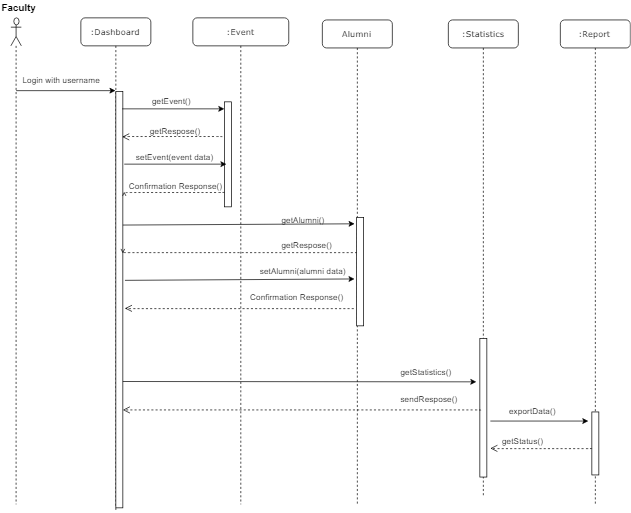 Faculty
:Dashboard
:Event
Alumni
:Statistics
:Report
Login with username
getEvent()
getRespose()
setEvent(event data)
Confirmation Response()
getAlumni()
getRespose()
setAlumni(alumni data)
Confirmation Response()
getStatistics()
sendRespose()
exportData()
getStatus()